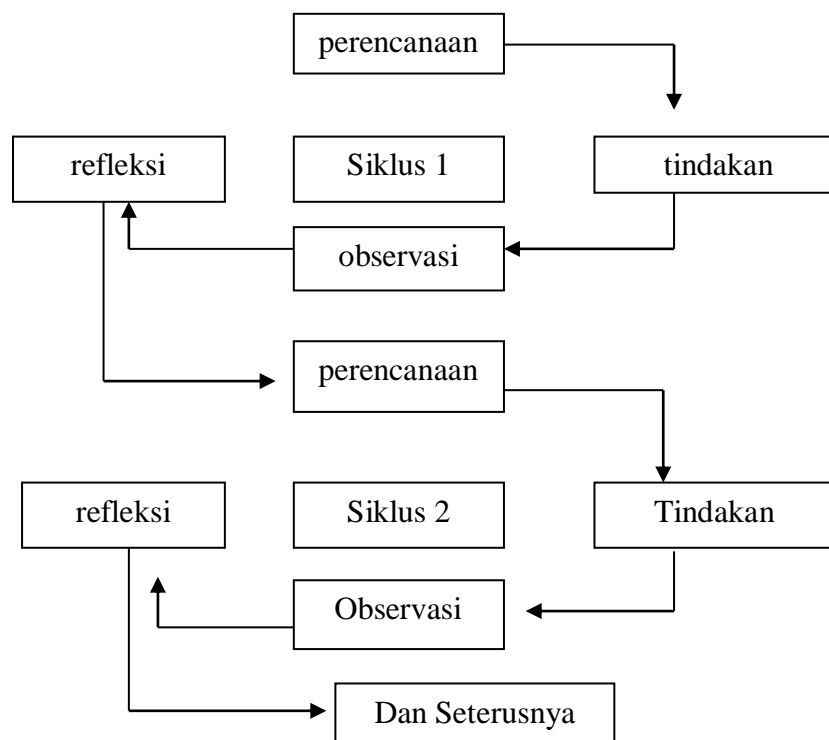 perencanaan
refleksi
Siklus 1
tindakan
observasi
perencanaan
refleksi
Siklus 2
Tindakan
Observasi
Dan Seterusnya